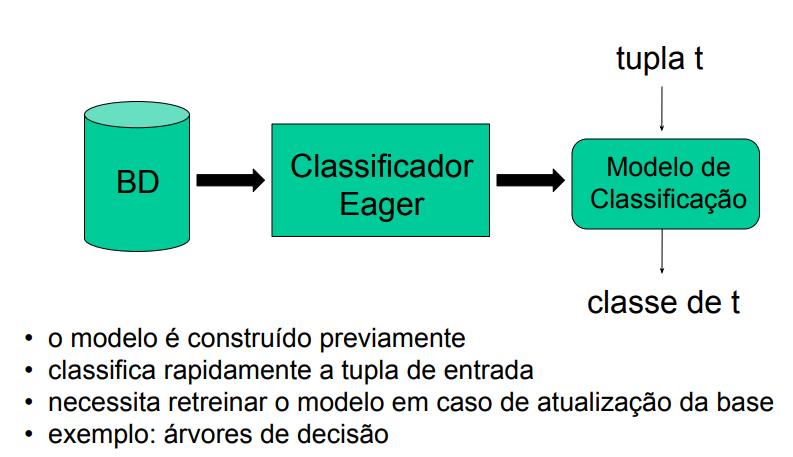 tupla t
BD
Classificador
Eager
Modelo de
Classificação
classe de t
• o modelo é construído previamente
• classifica rapidamente a tupla de entrada
• necessita retreinar o modelo em caso de atualização da base
• exemplo: árvores de decisão